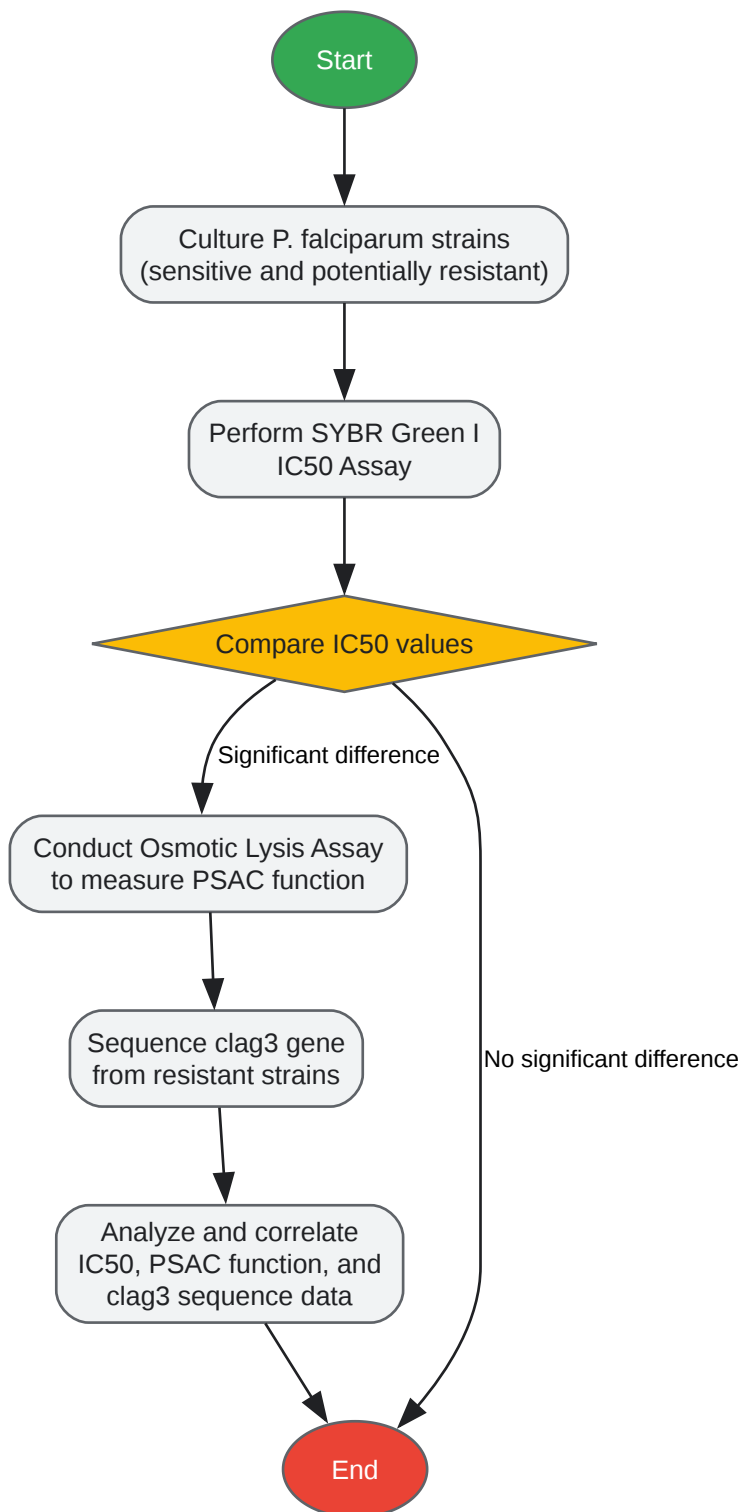 Start
Culture P. falciparum strains
(sensitive and potentially resistant)
Perform SYBR Green I
IC50 Assay
Compare IC50 values
Significant difference
Conduct Osmotic Lysis Assay
to measure PSAC function
Sequence clag3 gene
from resistant strains
No significant difference
Analyze and correlate
IC50, PSAC function, and
clag3 sequence data
End